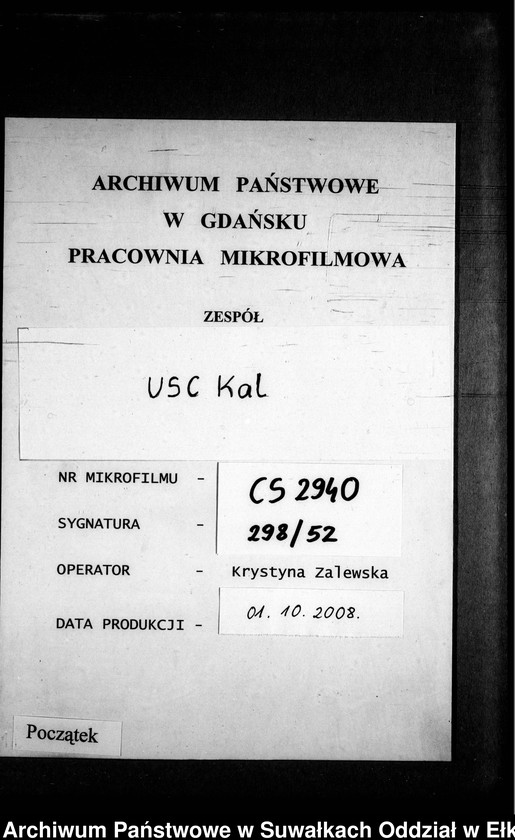 ARCHIWUM PAŃSTWOWE
W GDAŃSKU
PRACOWNIA MIKROFILMOWA
ZESPÓŁ
USC Kal
NR MIKROFILMU - CS 2940
SYGNATURA - 298/52
OPERATOR - Krystyna Zalewska
DATA PRODUKCJI - 01. 10. 2008.
Początek
Archiwum Państwowe w Suwałkach Oddział w Ełk